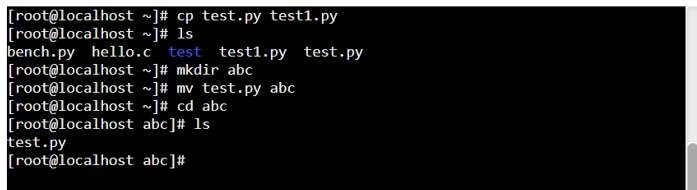 [root@localhost ~]# cp test.py test1.py
[root@localhost ~]# ls
bench.py  hello.c  test  test1.py  test.py
[root@localhost ~]# mkdir abc
[root@localhost ~]# mv test.py abc
[root@localhost ~]# cd abc
[root@localhost abc]# ls
test.py
[root@localhost abc]#